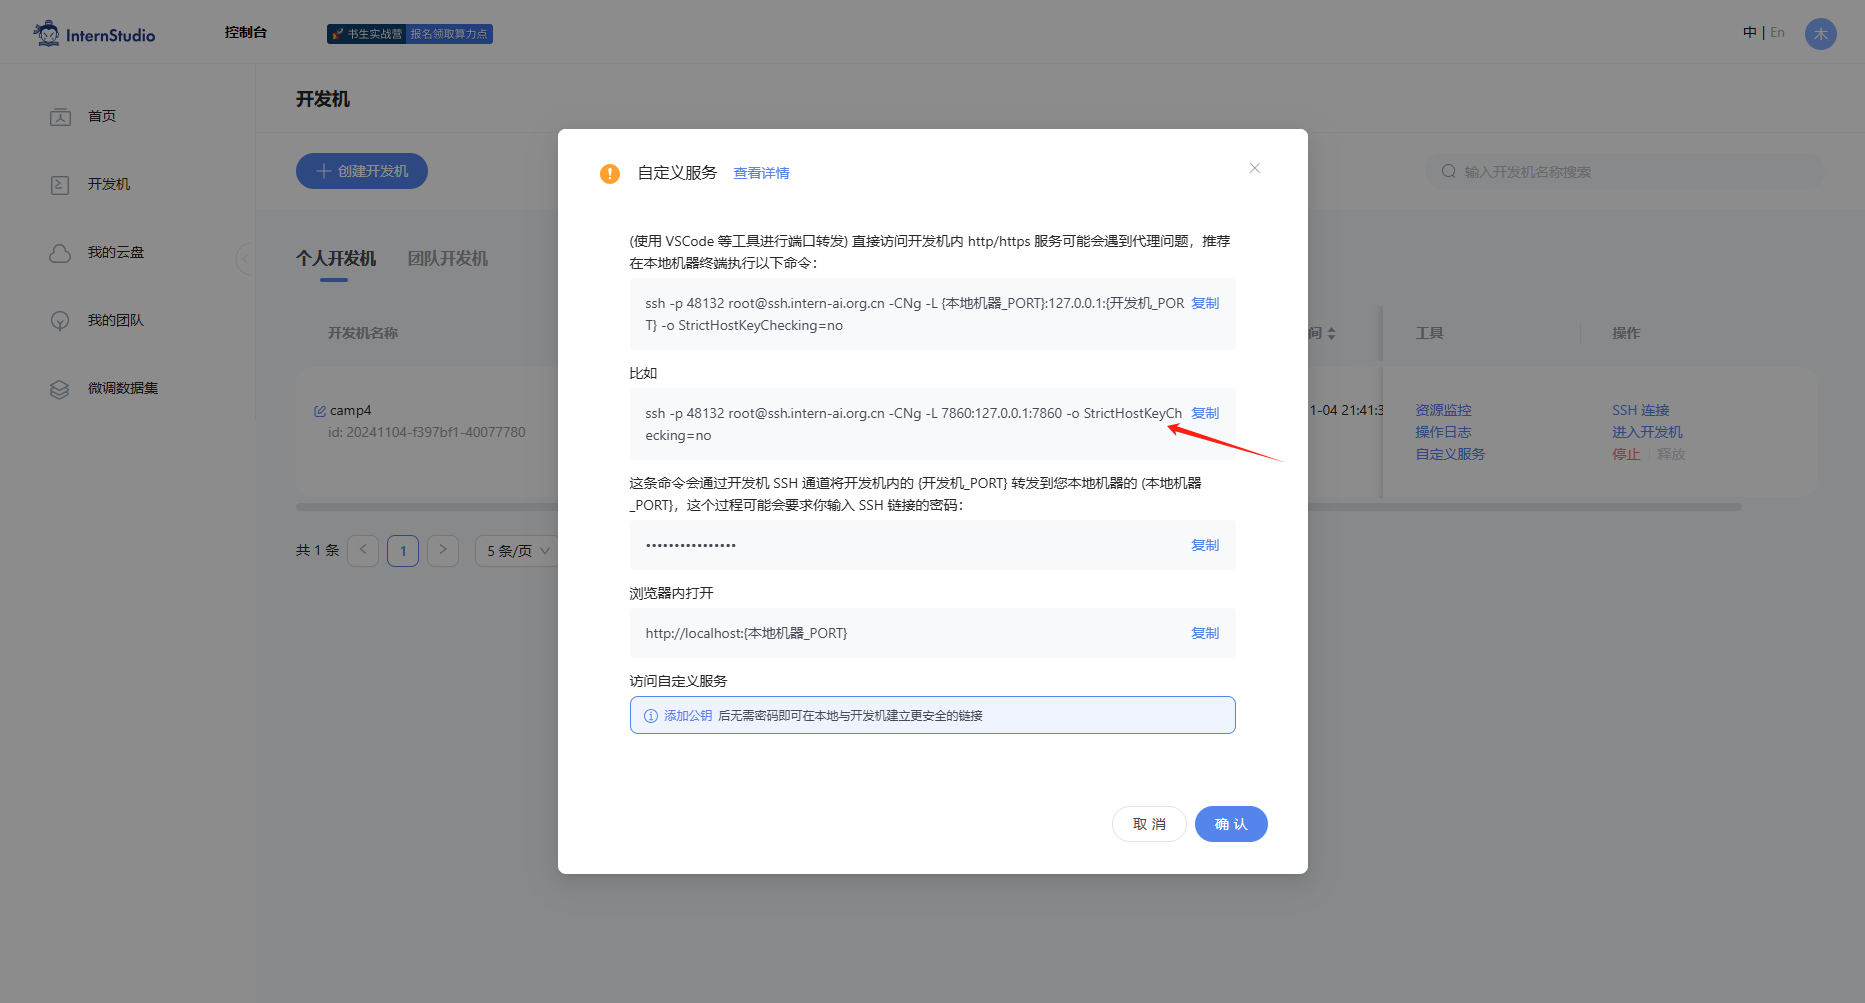 InternStudio
控制台
书生实战营 报名领取算力点
中 | En
木
首页
开发机
我的云盘
我的团队
微调数据集
开发机
创建开发机
输入开发机名称搜索
个人开发机 团队开发机
开发机名称
间
工具
操作
camp4
id: 20241104-f397bf1-40077780
1-04 21:41:3
资源监控
操作日志
自定义服务
SSH 连接
进入开发机
停止 释放
共 1 条
1
5 条/页
自定义服务 查看详情
(使用 VSCode 等工具进行端口转发) 直接访问开发机内 http/https 服务可能会遇到代理问题，推荐
在本地机器终端执行以下命令：
ssh -p 48132 root@ssh.intern-ai.org.cn -CNg -L {本地机器_PORT}:127.0.0.1:{开发机_POR 复制
T} -o StrictHostKeyChecking=no
比如
ssh -p 48132 root@ssh.intern-ai.org.cn -CNg -L 7860:127.0.0.1:7860 -o StrictHostKeyCh 复制
ecking=no
这条命令会通过开发机 SSH 通道将开发机内的 {开发机_PORT} 转发到您本地机器的 (本地机器
_PORT}，这个过程可能会要求你输入 SSH 链接的密码：
•••••••••••••••• 复制
浏览器内打开
http://localhost:{本地机器_PORT} 复制
访问自定义服务
添加公钥 后无需密码即可在本地与开发机建立更安全的链接
取 消
确 认